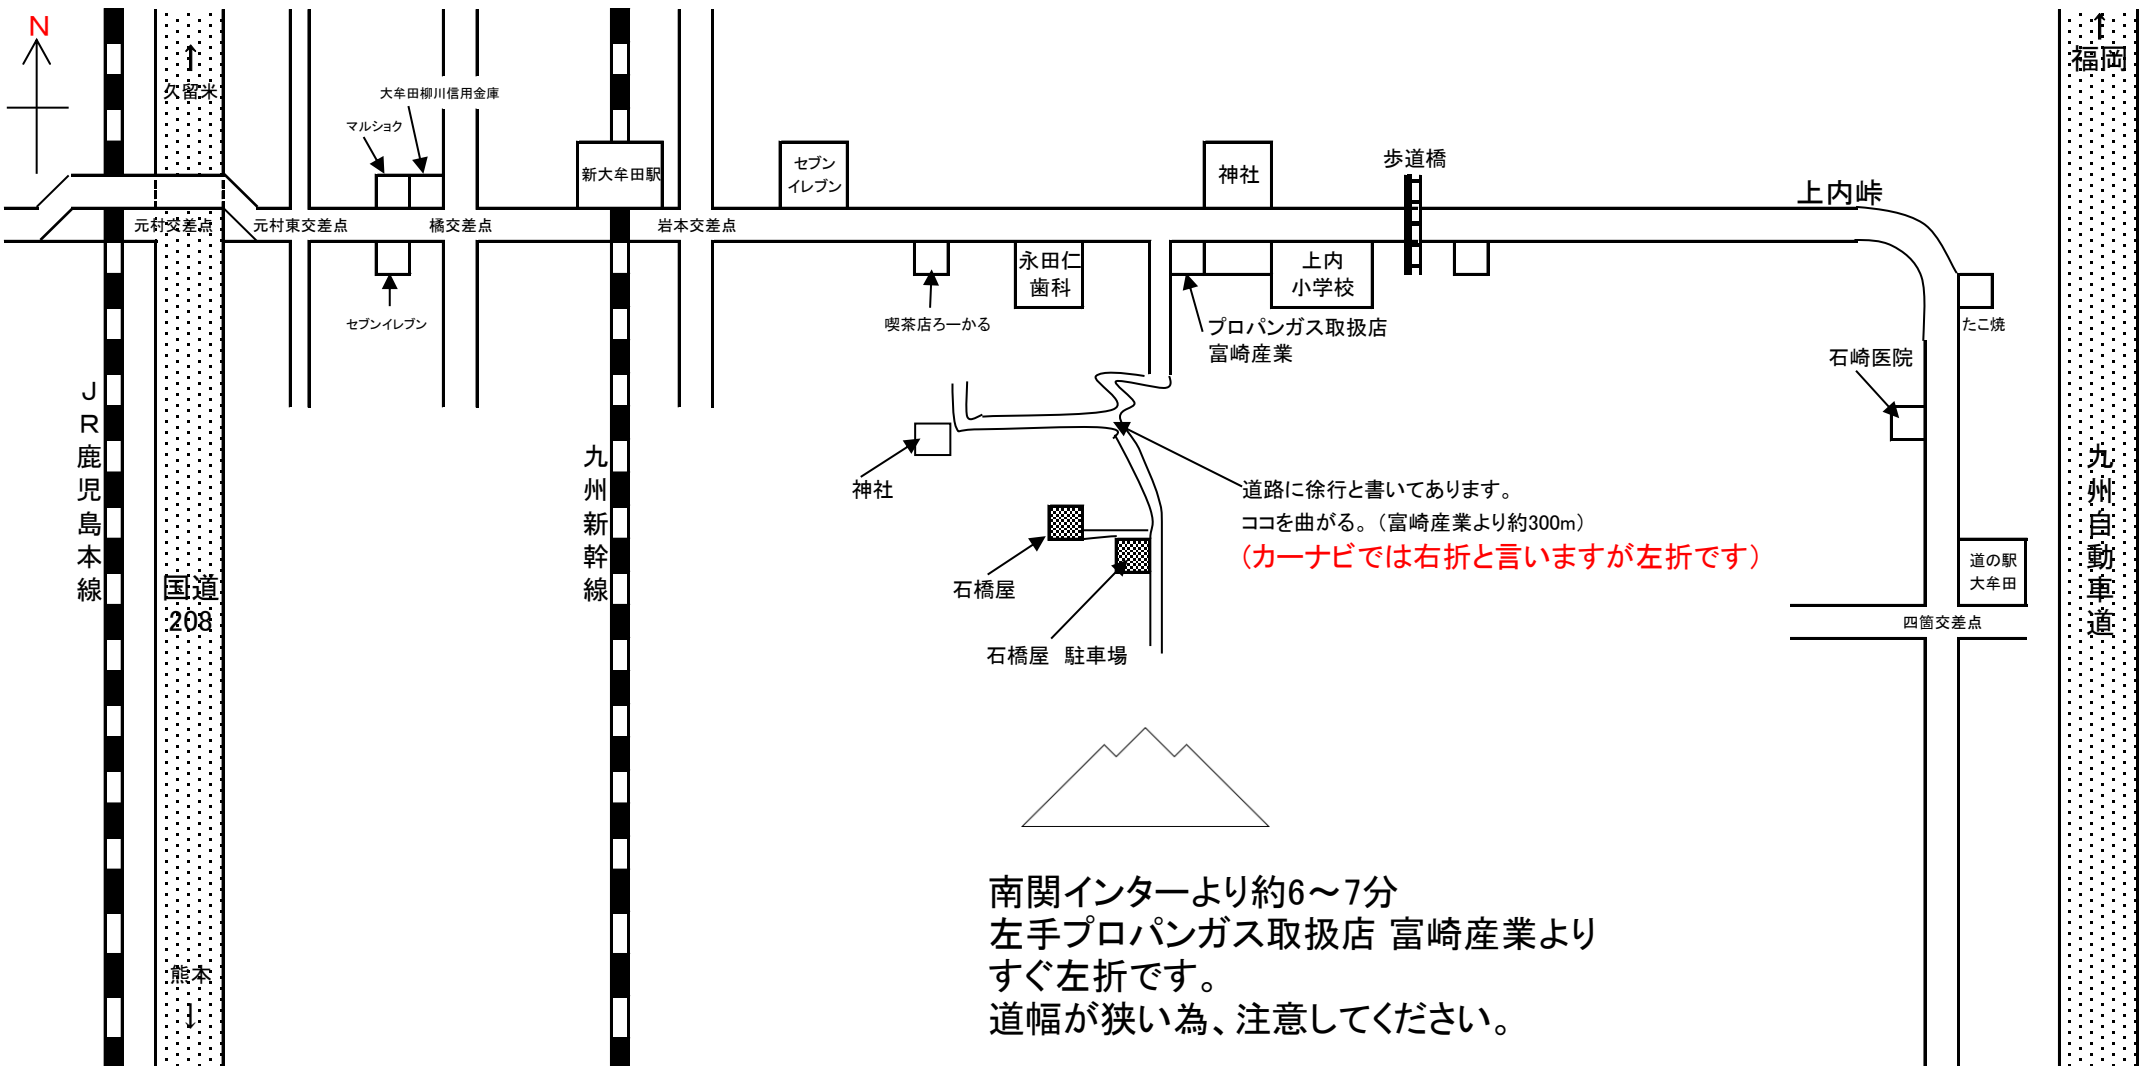 N
↑
久留米
大牟田柳川信用金庫
マルショク
新大牟田駅
セブン
イレブン
神社
歩道橋
上内峠
↑
福岡
元村交差点
元村東交差点
橘交差点
岩本交差点
セブンイレブン
喫茶店ろーかる
永田仁
歯科
上内
小学校
プロパンガス取扱店
富崎産業
たこ焼
石崎医院
JR鹿児島本線
国道
208
九州新幹線
神社
道路に徐行と書いてあります。
ココを曲がる。（富崎産業より約300m）
（カーナビでは右折と言いますが左折です）
石橋屋
石橋屋 駐車場
道の駅
大牟田
四箇交差点
九州自動車道
熊本
↓
南関インターより約6～7分
左手プロパンガス取扱店 富崎産業より
すぐ左折です。
道幅が狭い為、注意してください。